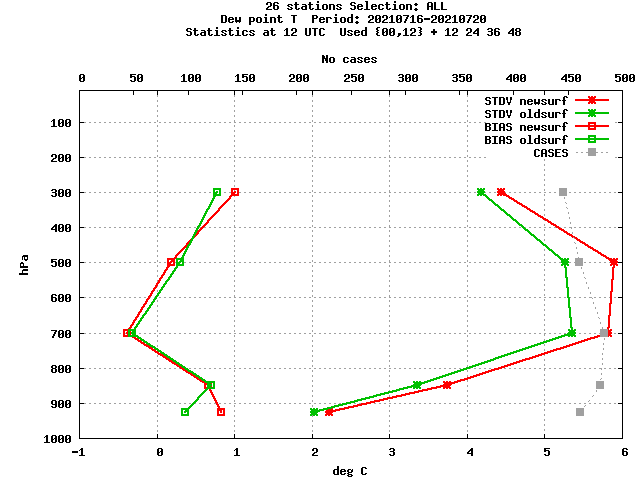 26 stations Selection: ALL
Dew point T  Period: 20210716-20210720
Statistics at 12 UTC  Used {00,12} + 12 24 36 48
No cases
0 50 100 150 200 250 300 350 400 450 500
STDV newsurf
STDV oldsurf
BIAS newsurf
BIAS oldsurf
CASES
100
200
300
400
500
600
700
800
900
1000
hPa
-1 0 1 2 3 4 5 6
deg C